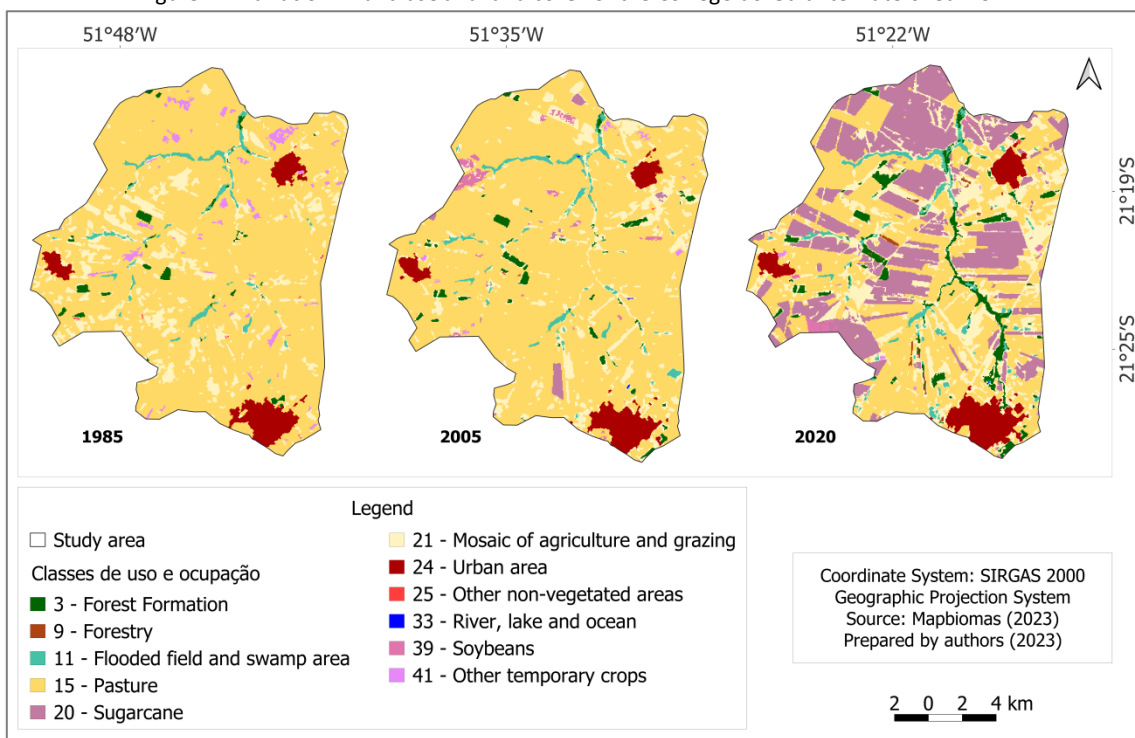 51°48'W 51°35'W 51°22'W
21°19'S
21°25'S
1985 2005 2020
Legend
Study area
Classes de uso e ocupação
3 - Forest Formation
9 - Forestry
11 - Flooded field and swamp area
15 - Pasture
20 - Sugarcane
21 - Mosaic of agriculture and grazing
24 - Urban area
25 - Other non-vegetated areas
33 - River, lake and ocean
39 - Soybeans
41 - Other temporary crops
Coordinate System: SIRGAS 2000
Geographic Projection System
Source: Mapbiomas (2023)
Prepared by authors (2023)
2 0 2 4 km